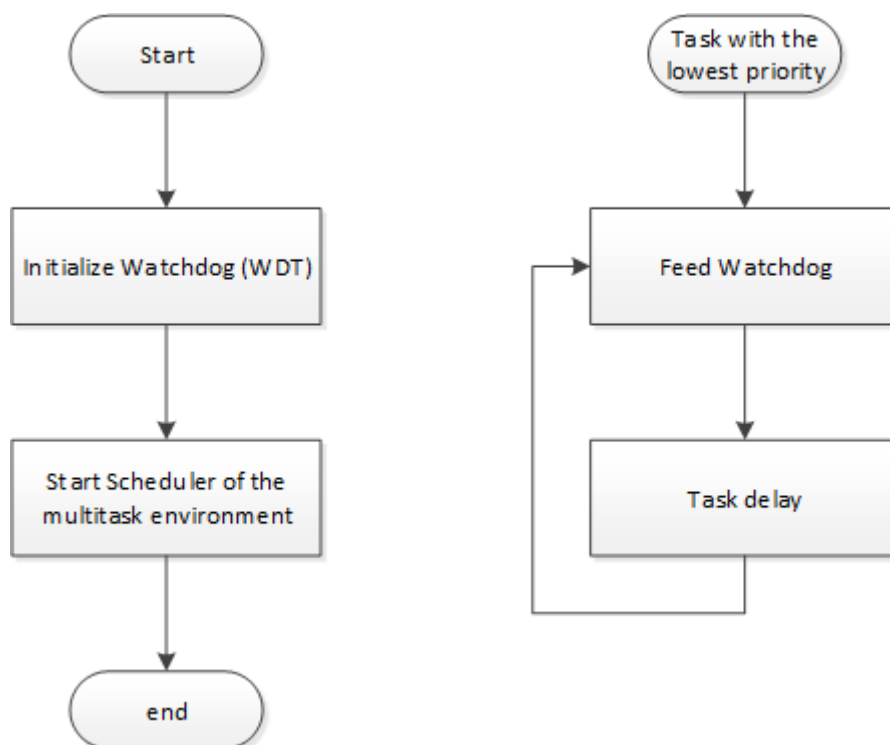 Start
Initialize Watchdog (WDT)
Start Scheduler of the
multitask environment
end
Task with the
lowest priority
Feed Watchdog
Task delay